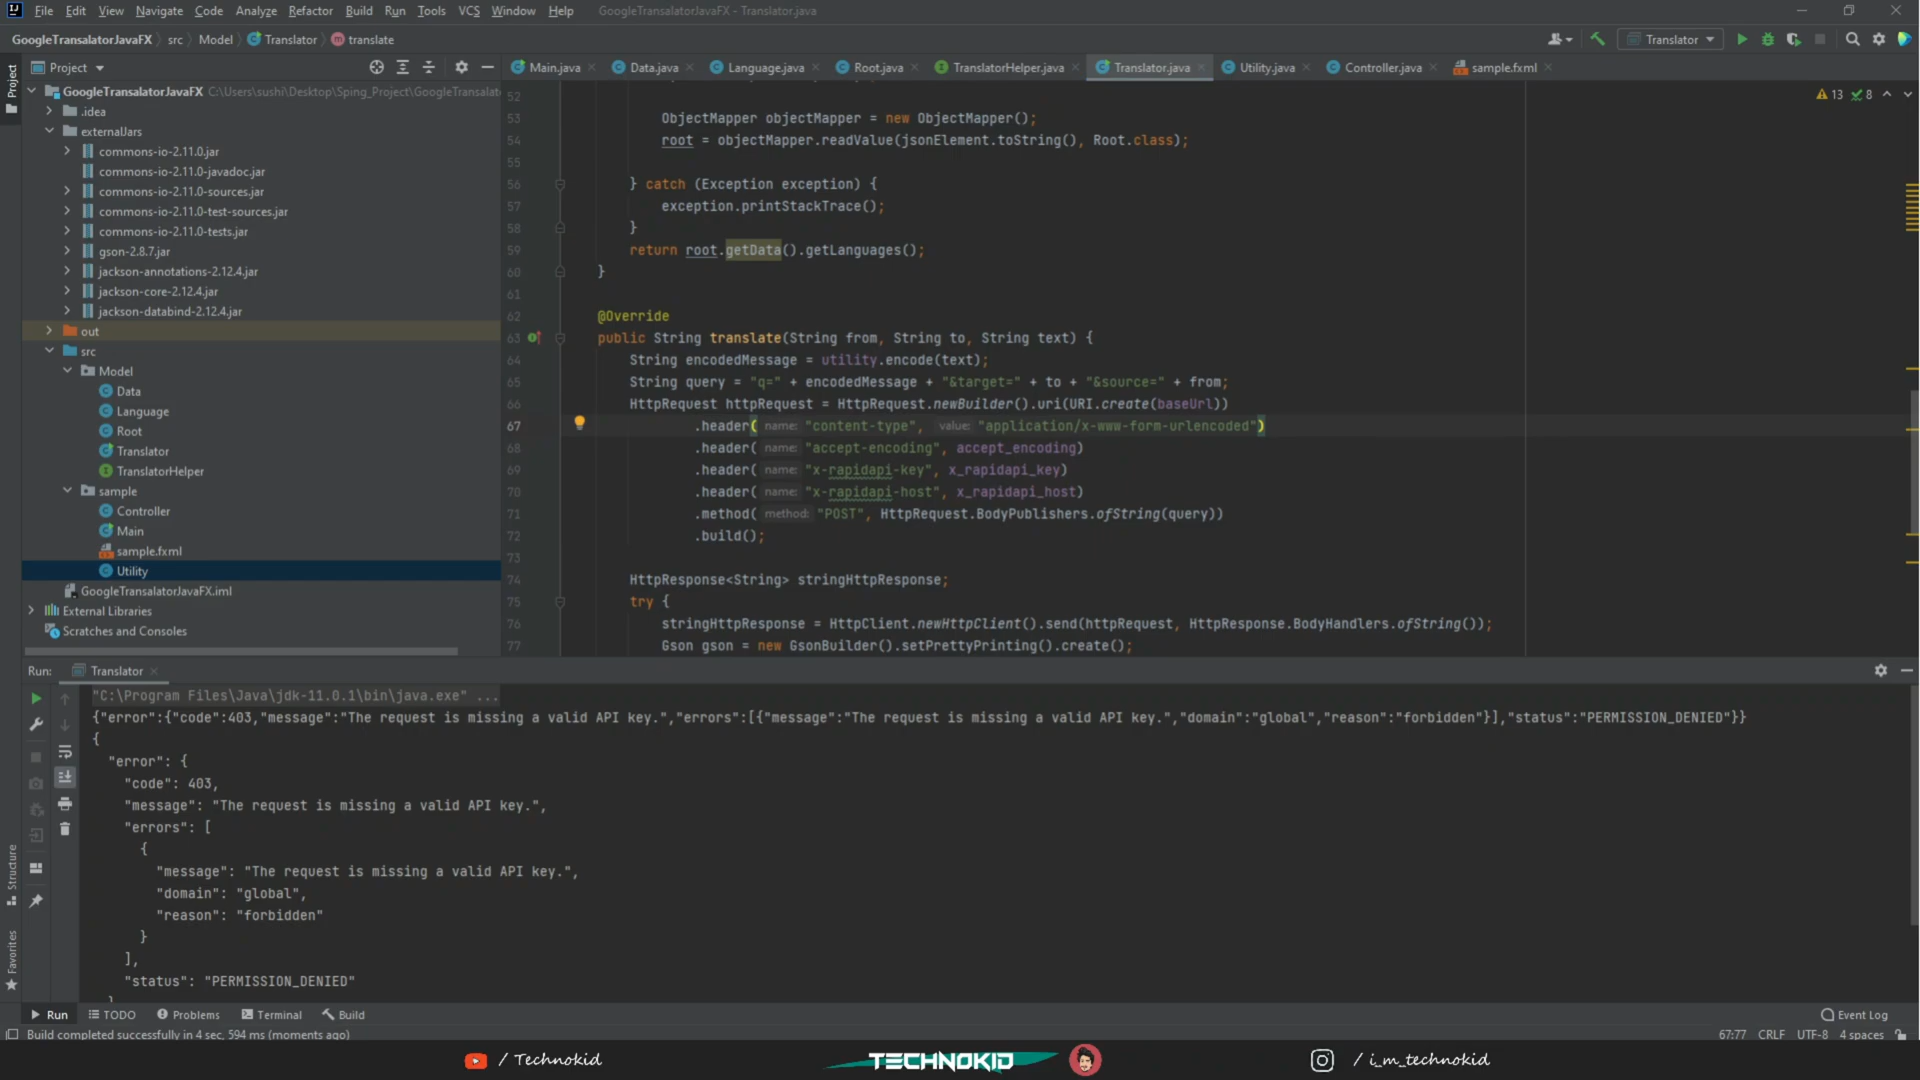 File Edit View Navigate Code Analyze Refactor Build Run Tools VCS Window Help GoogleTransalatorJavaFX - Translator.java
GoogleTransalatorJavaFX src Model Translator translate
Translator
Project
Project
Main.java Data.java Language.java Root.java TranslatorHelper.java Translator.java Utility.java Controller.java sample.fxml
GoogleTransalatorJavaFX C:\Users\sushi\Desktop\Sping_Project\GoogleTransalat
.idea
externalJars
commons-io-2.11.0.jar
commons-io-2.11.0-javadoc.jar
commons-io-2.11.0-sources.jar
commons-io-2.11.0-test-sources.jar
commons-io-2.11.0-tests.jar
gson-2.8.7.jar
jackson-annotations-2.12.4.jar
jackson-core-2.12.4.jar
jackson-databind-2.12.4.jar
out
src
Model
Data
Language
Root
Translator
TranslatorHelper
sample
Controller
Main
sample.fxml
Utility
GoogleTransalatorJavaFX.iml
External Libraries
Scratches and Consoles
13 8
52
53 ObjectMapper objectMapper = new ObjectMapper();
54 root = objectMapper.readValue(jsonElement.toString(), Root.class);
55
56 } catch (Exception exception) {
57 exception.printStackTrace();
58 }
59 return root.getData().getLanguages();
60 }
61
62 @Override
63 public String translate(String from, String to, String text) {
64 String encodedMessage = utility.encode(text);
65 String query = "q=" + encodedMessage + "&target=" + to + "&source=" + from;
66 HttpRequest httpRequest = HttpRequest.newBuilder().uri(URI.create(baseUrl))
67 .header( name: "content-type", value: "application/x-www-form-urlencoded")
68 .header( name: "accept-encoding", accept_encoding)
69 .header( name: "x-rapidapi-key", x_rapidapi_key)
70 .header( name: "x-rapidapi-host", x_rapidapi_host)
71 .method( method: "POST", HttpRequest.BodyPublishers.ofString(query))
72 .build();
73
74 HttpResponse<String> stringHttpResponse;
75 try {
76 stringHttpResponse = HttpClient.newHttpClient().send(httpRequest, HttpResponse.BodyHandlers.ofString());
77 Gson gson = new GsonBuilder().setPrettyPrinting().create();
Run: Translator
"C:\Program Files\Java\jdk-11.0.1\bin\java.exe" ...
{"error":{"code":403,"message":"The request is missing a valid API key.","errors":[{"message":"The request is missing a valid API key.","domain":"global","reason":"forbidden"}],"status":"PERMISSION_DENIED"}}
{
"error": {
"code": 403,
"message": "The request is missing a valid API key.",
"errors": [
{
"message": "The request is missing a valid API key.",
"domain": "global",
"reason": "forbidden"
}
],
"status": "PERMISSION_DENIED"
}
Structure
Favorites
Run TODO Problems Terminal Build Event Log
Build completed successfully in 4 sec, 594 ms (moments ago) 67:77 CRLF UTF-8 4 spaces
/ Technokid TECHNOKID / i_m_technokid